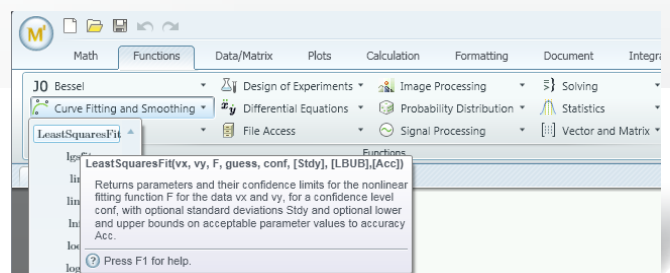 M
Math Functions Data/Matrix Plots Calculation Formatting Document Integra
J0 Bessel Design of Experiments Image Processing Solving
Curve Fitting and Smoothing Differential Equations Probability Distribution Statistics
File Access Signal Processing Vector and Matrix
Functions
LeastSquaresFit
LeastSquaresFit(vx, vy, F, guess, conf, [Stdy], [LBUB],[Acc])
Returns parameters and their confidence limits for the nonlinear
fitting function F for the data vx and vy, for a confidence level
conf, with optional standard deviations Stdy and optional lower
and upper bounds on acceptable parameter values to accuracy
Acc.
Press F1 for help.
log